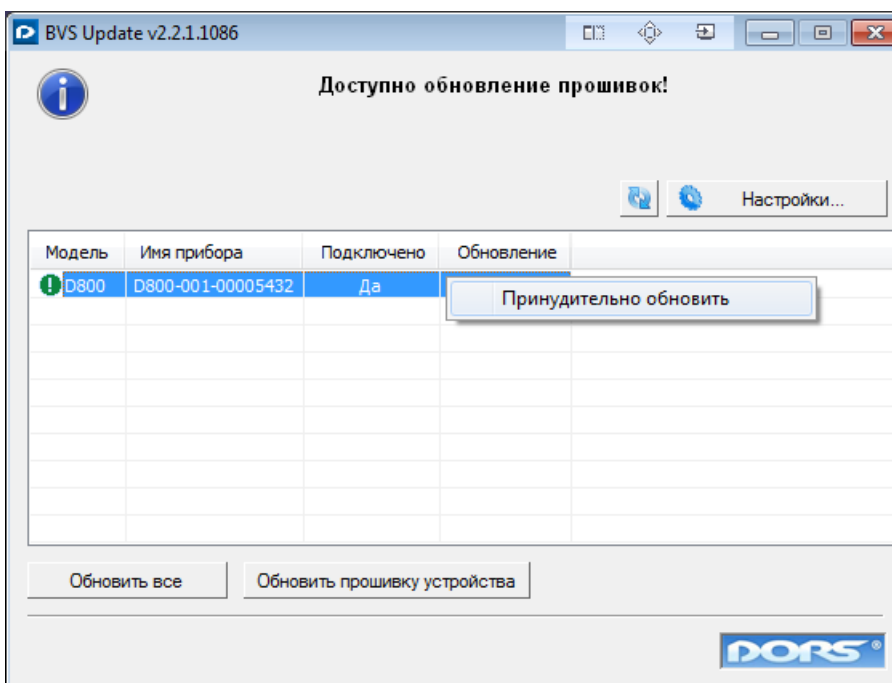 BVS Update v2.2.1.1086
Доступно обновление прошивок!
Настройки...
Модель Имя прибора Подключено Обновление
D800 D800-001-00005432 Да
Принудительно обновить
Обновить все Обновить прошивку устройства
DORS®